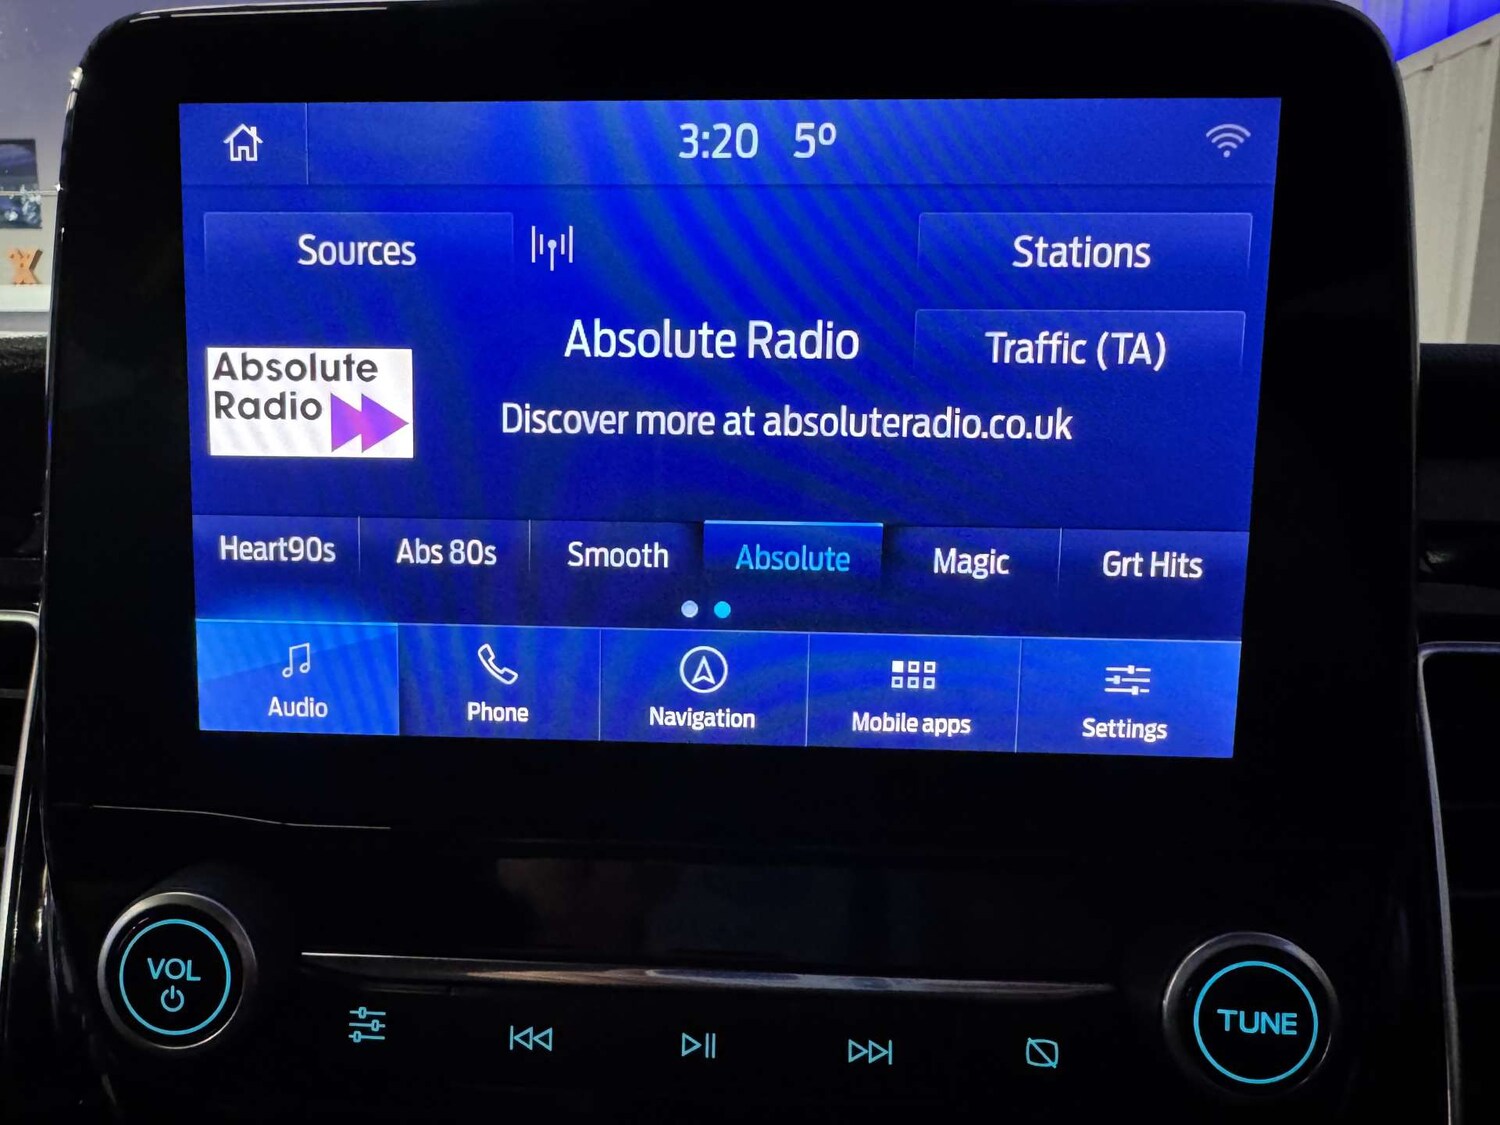 3:20 5º
Sources
Stations
Absolute Radio
Traffic (TA)
Absolute
Radio
Discover more at absoluteradio.co.uk
Heart90s
Abs 80s
Smooth
Absolute
Magic
Grt Hits
Audio
Phone
Navigation
Mobile apps
Settings
VOL
TUNE